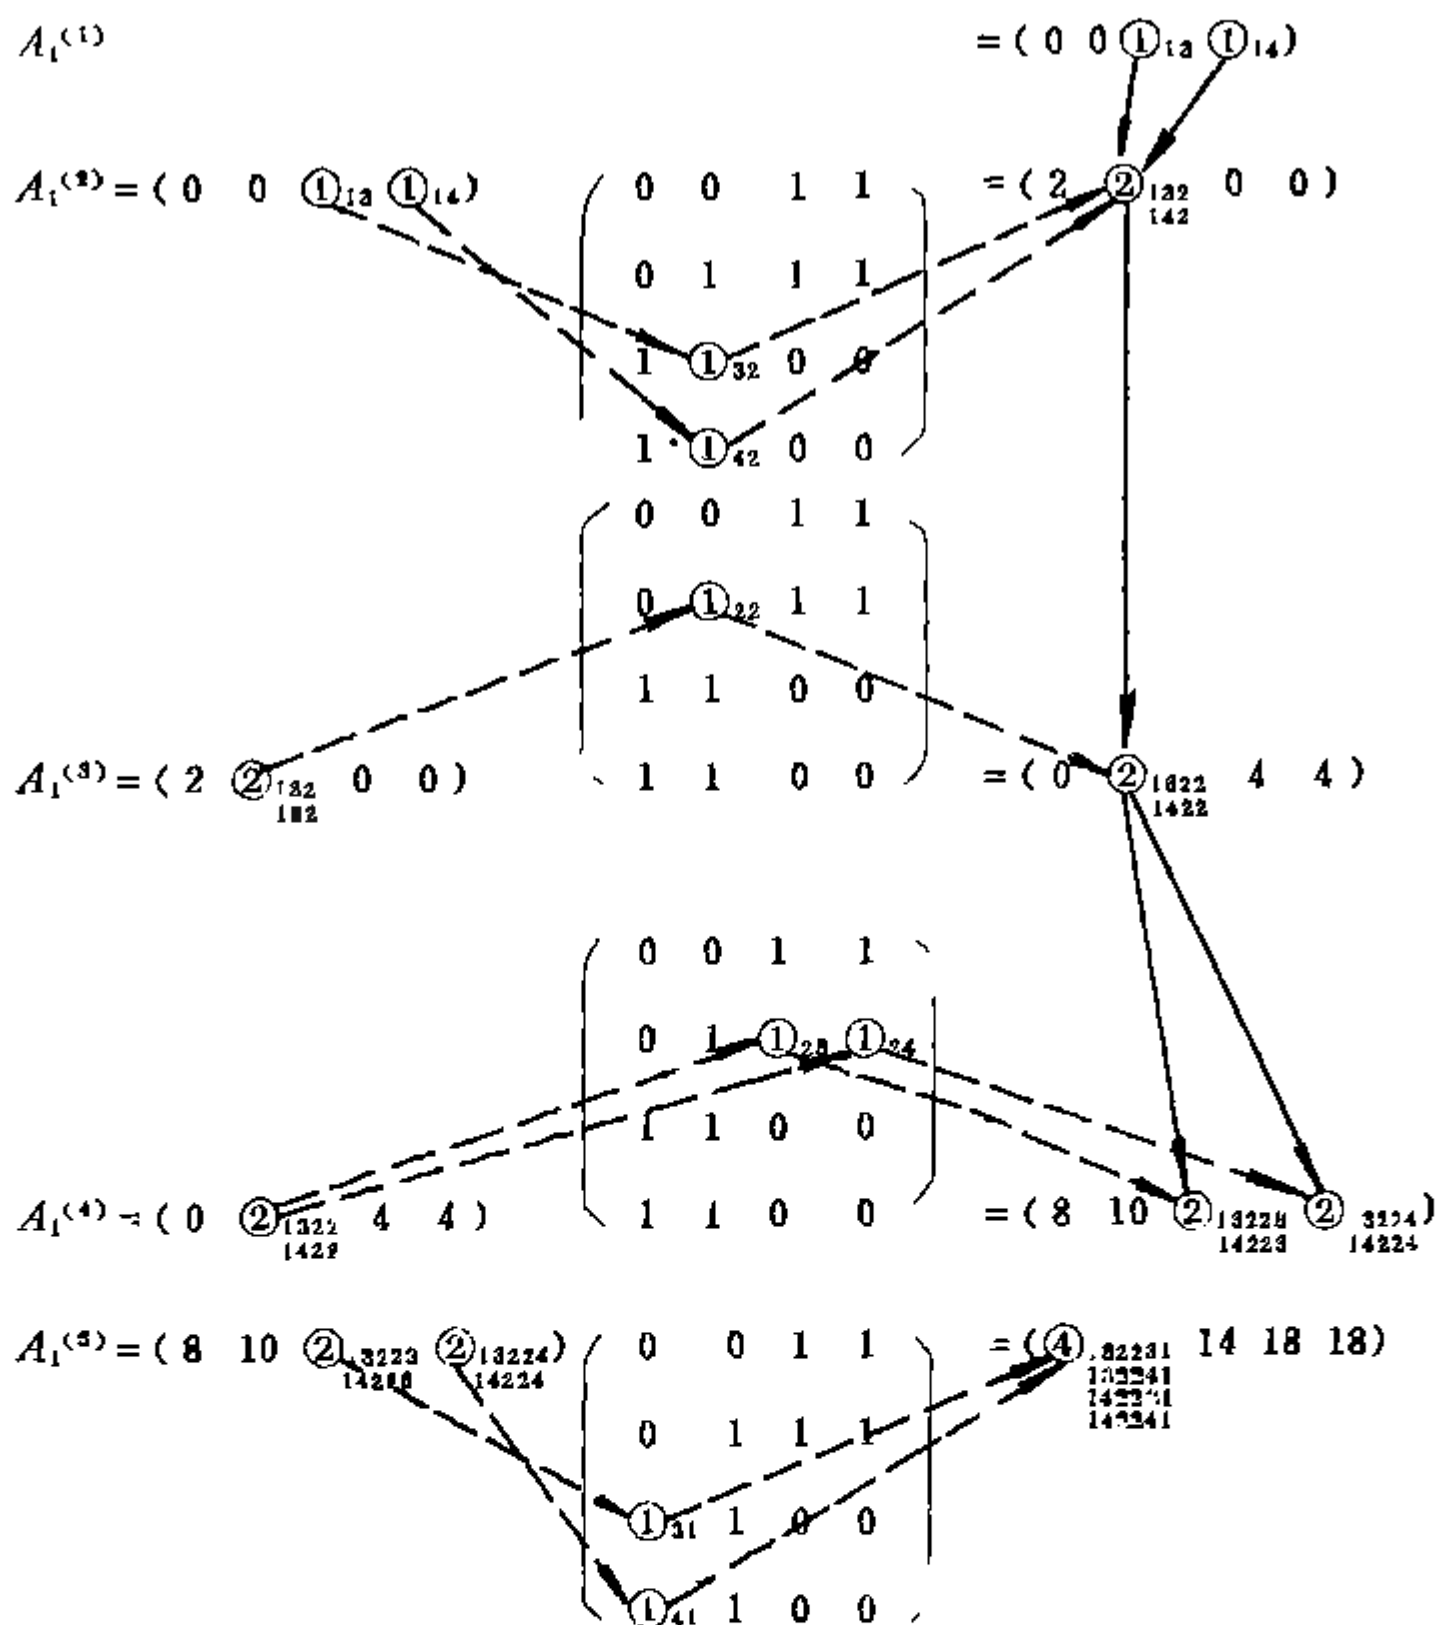 A₁⁽¹⁾ = ( 0 0 ①₁₃ ①₁₄ )
A₁⁽²⁾ = ( 0 0 ①₁₃ ①₁₄ ) 0 0 1 1 = ( 2 ②₁₃₂ 0 0 )
142
0 1 1 1
1 ①₃₂ 0 0
1 ①₄₂ 0 0
0 0 1 1
0 ①₂₂ 1 1
1 1 0 0
A₁⁽³⁾ = ( 2 ②₁₃₂ 0 0 ) 1 1 0 0 = ( 0 ②₁₃₂₂ 4 4 )
1422
0 0 1 1
0 1 ①₂₃ ①₂₄
1 1 0 0
A₁⁽⁴⁾ = ( 0 ②₁₃₂₂ 4 4 ) 1 1 0 0 = ( 8 10 ②₁₃₂₂₃ ② )
14223 14224
A₁⁽⁵⁾ = ( 8 10 ②₃₂₂₃ ②₁₃₂₂₄ ) 0 0 1 1 = ( ④ 14 18 18 )
14224
0 1 1 1
①₃₁ 1 0 0
①₄₁ 1 0 0